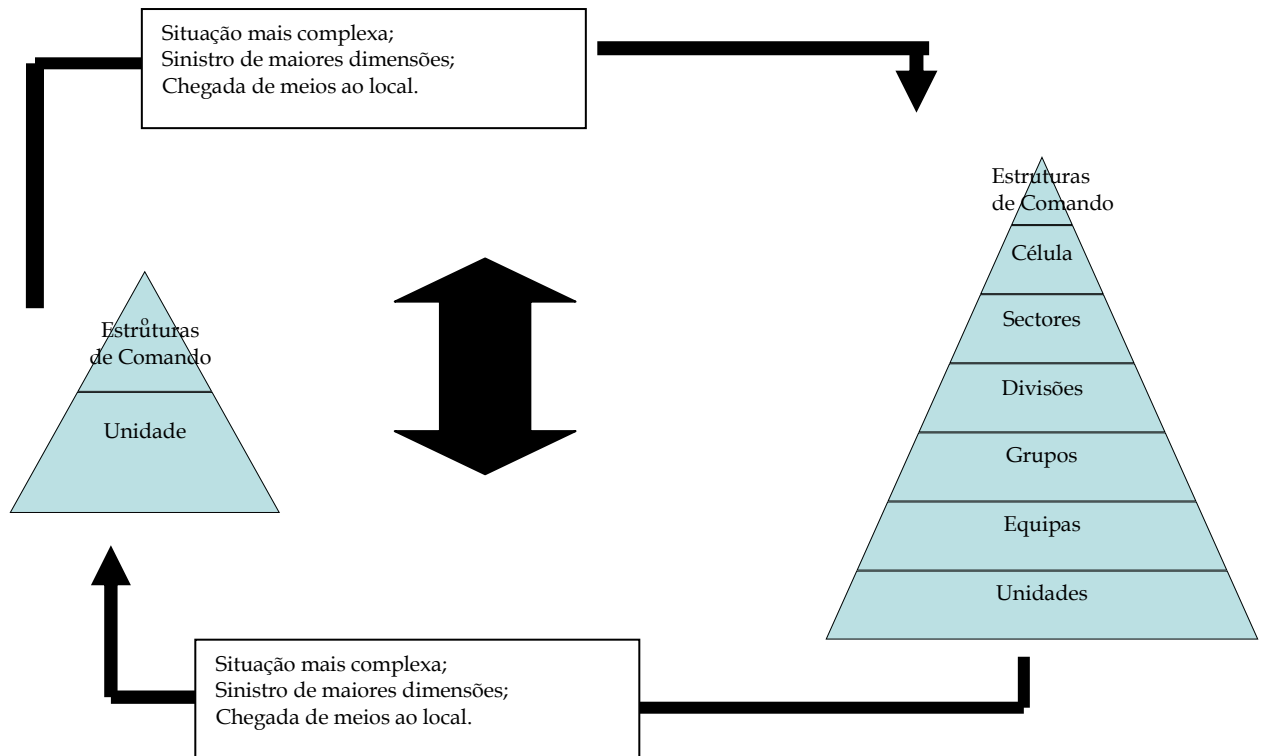 Situação mais complexa;
Sinistro de maiores dimensões;
Chegada de meios ao local.
Estruturas
de Comando
Unidade
Estruturas
de Comando
Célula
Sectores
Divisões
Grupos
Equipas
Unidades
Situação mais complexa;
Sinistro de maiores dimensões;
Chegada de meios ao local.